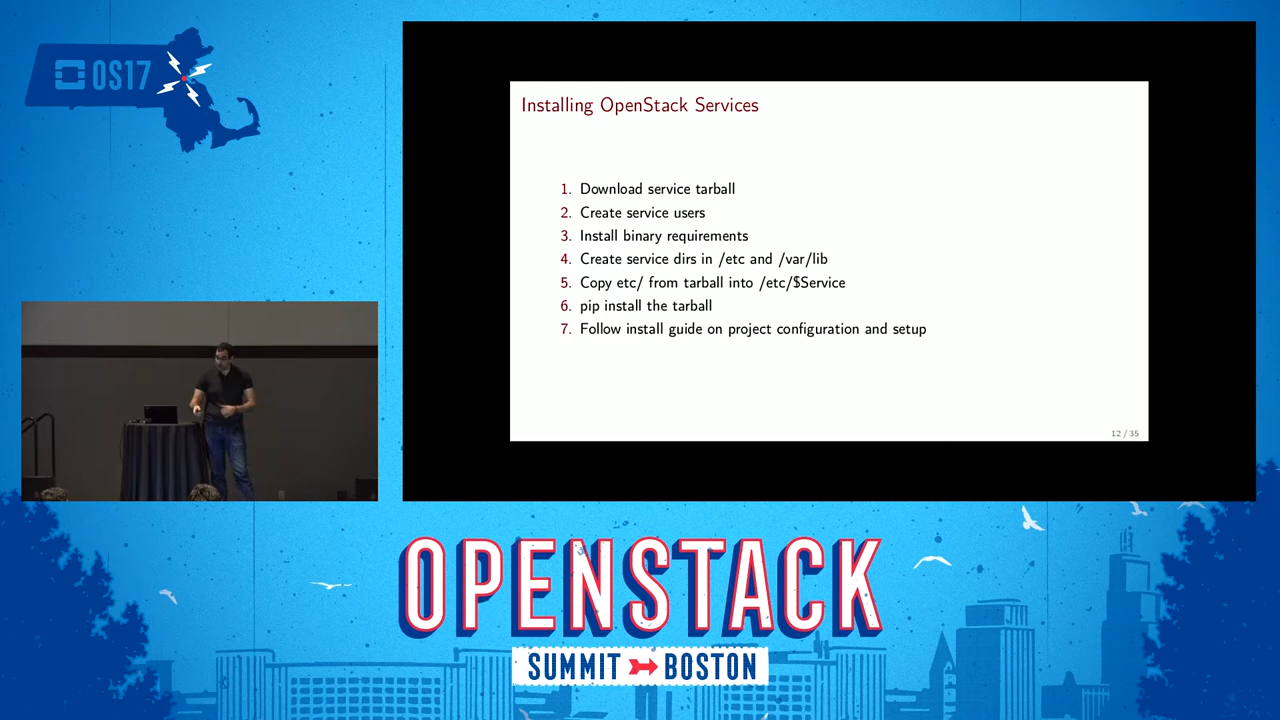 OS17
Installing OpenStack Services
1. Download service tarball
2. Create service users
3. Install binary requirements
4. Create service dirs in /etc and /var/lib
5. Copy etc/ from tarball into /etc/$Service
6. pip install the tarball
7. Follow install guide on project configuration and setup
12 / 35
OPENSTACK
SUMMIT BOSTON